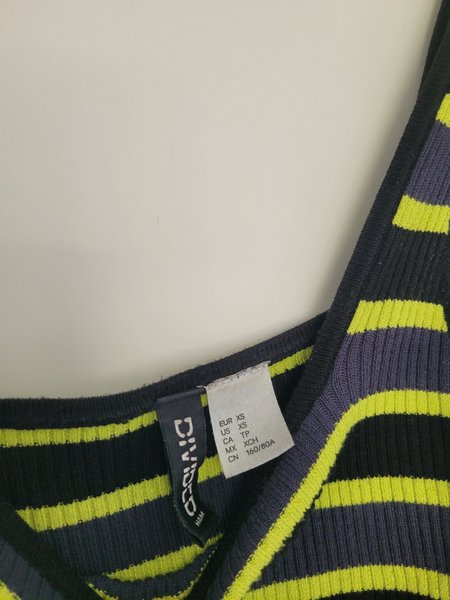 DIVIDED
H&M
EUR XS
US XS
CA TP
MX XCH
CN 160/80A